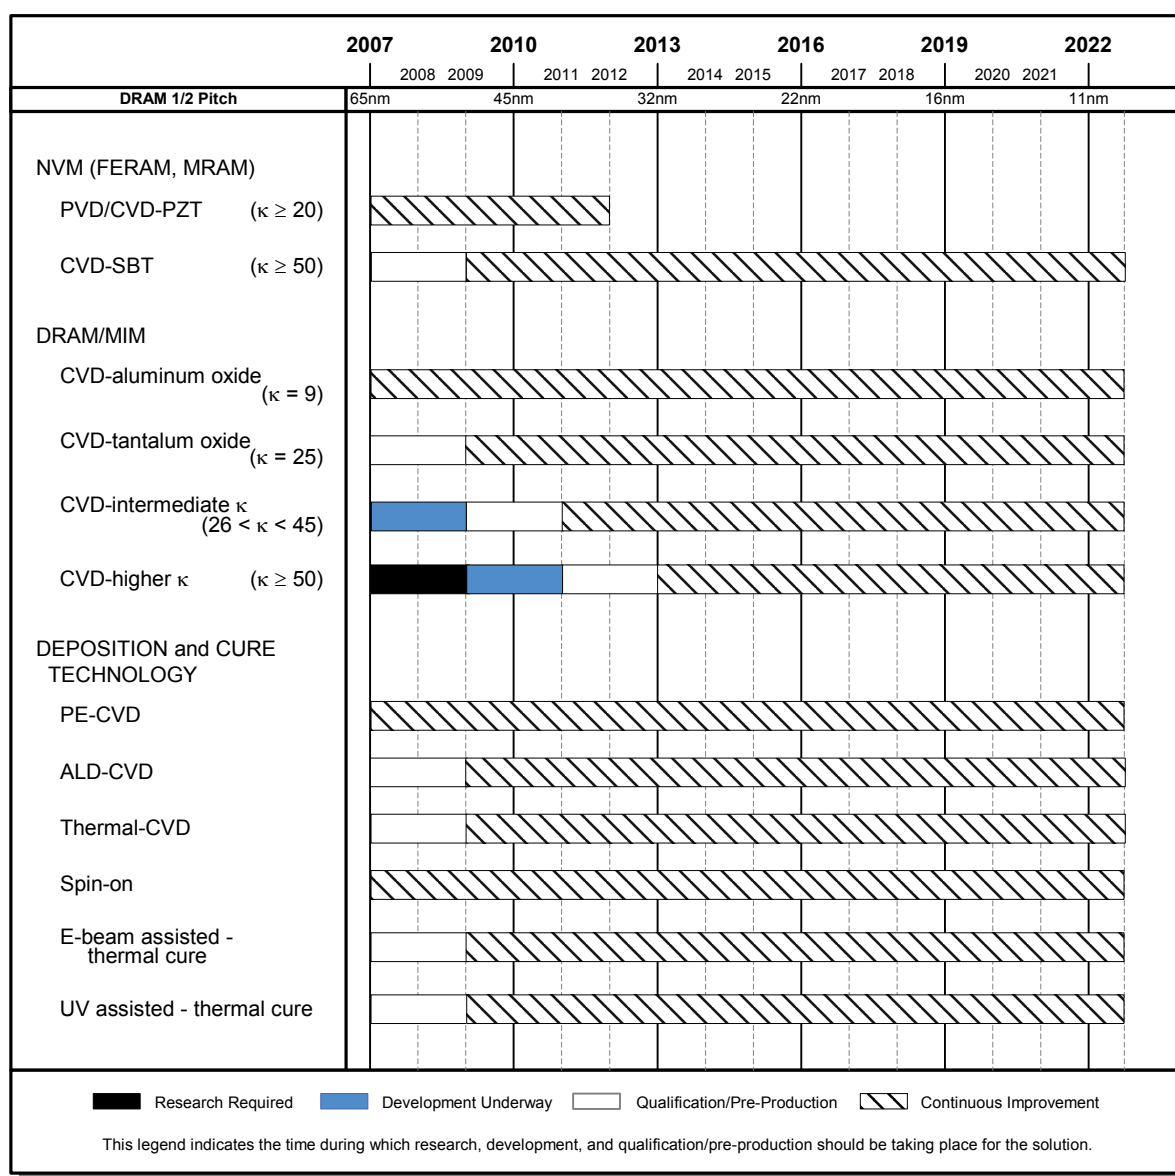 2007 2010 2013 2016 2019 2022
2008 2009 2011 2012 2014 2015 2017 2018 2020 2021
DRAM 1/2 Pitch 65nm 45nm 32nm 22nm 16nm 11nm
NVM (FERAM, MRAM)
PVD/CVD-PZT (κ ≥ 20)
CVD-SBT (κ ≥ 50)
DRAM/MIM
CVD-aluminum oxide
(κ = 9)
CVD-tantalum oxide
(κ = 25)
CVD-intermediate κ
(26 < κ < 45)
CVD-higher κ (κ ≥ 50)
DEPOSITION and CURE
TECHNOLOGY
PE-CVD
ALD-CVD
Thermal-CVD
Spin-on
E-beam assisted -
thermal cure
UV assisted - thermal cure
Research Required Development Underway Qualification/Pre-Production Continuous Improvement
This legend indicates the time during which research, development, and qualification/pre-production should be taking place for the solution.